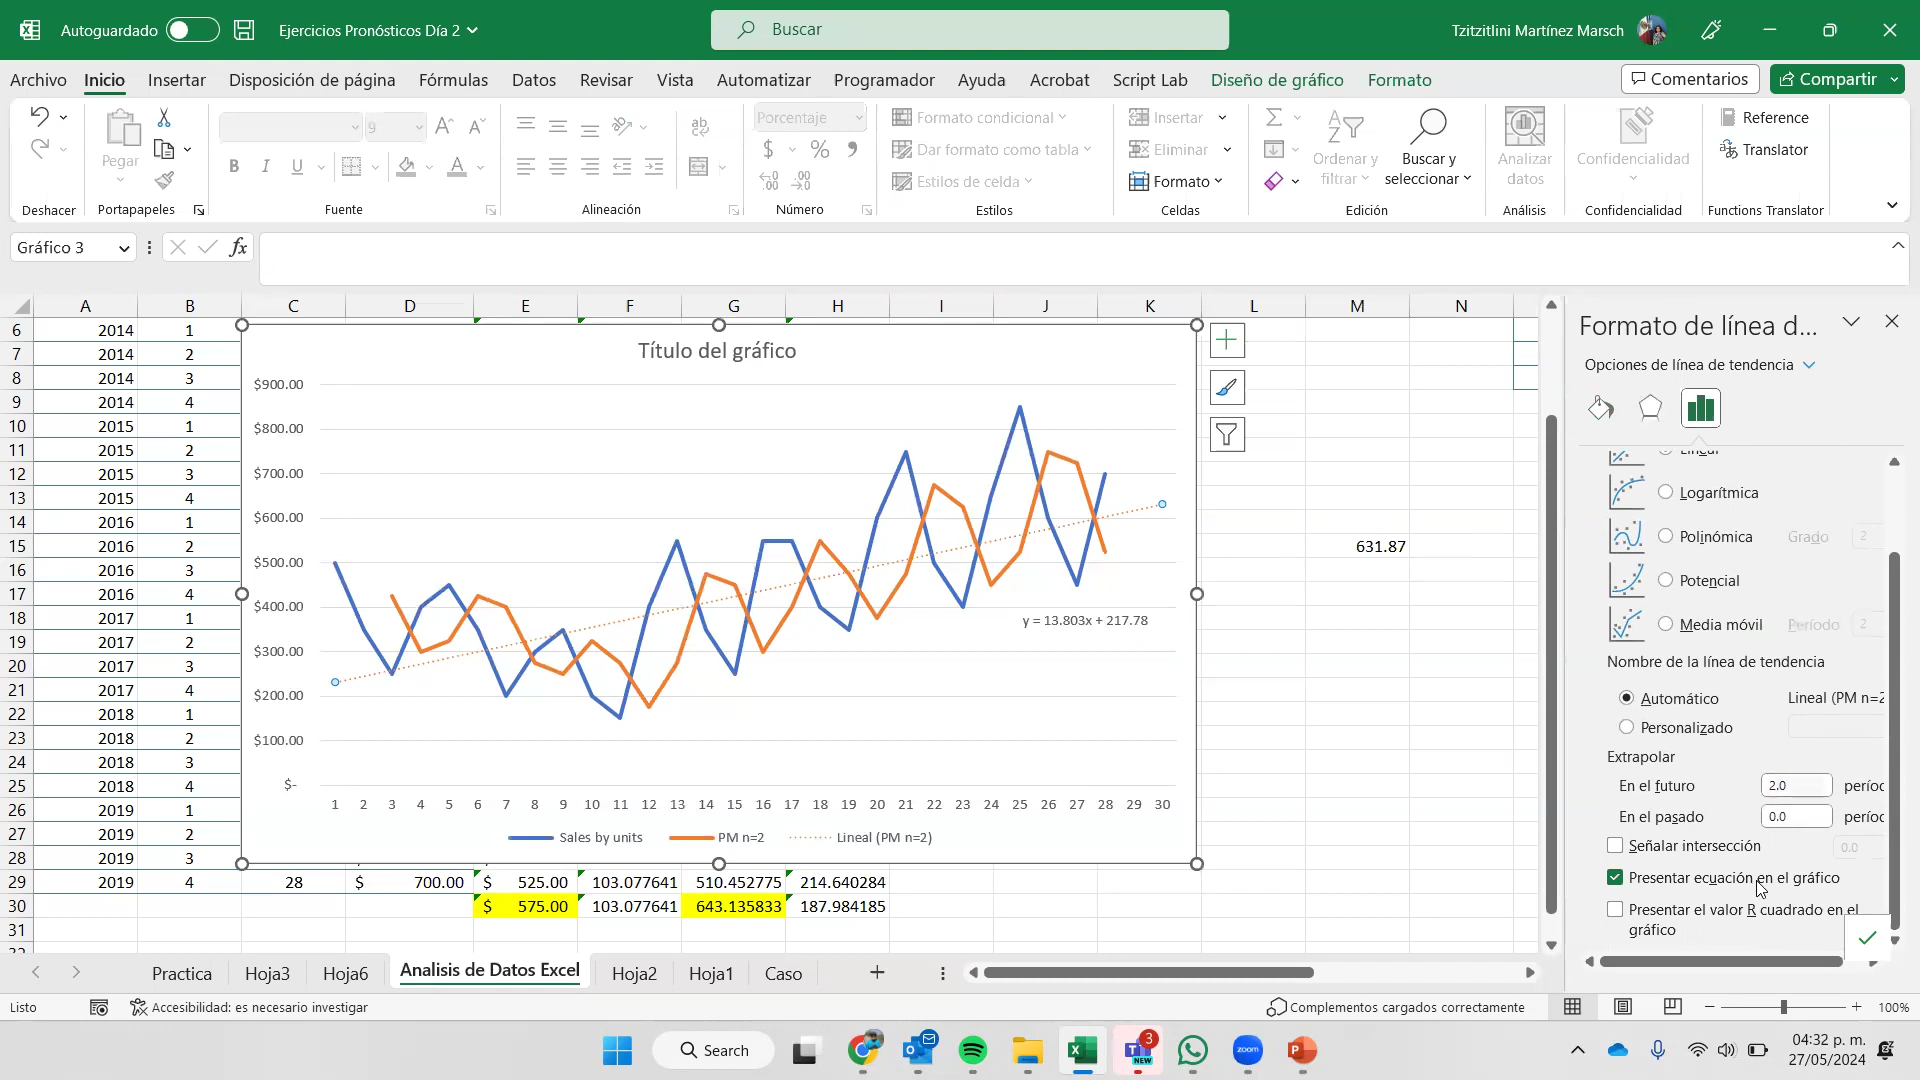 Autoguardado
Ejercicios Pronósticos Día 2
Buscar
Tzitzitlini Martínez Marsch
Archivo Inicio Insertar Disposición de página Fórmulas Datos Revisar Vista Automatizar Programador Ayuda Acrobat Script Lab Diseño de gráfico Formato
Comentarios Compartir
Pegar
9
N K S
ab
Porcentaje
$ % 000
Formato condicional
Dar formato como tabla
Estilos de celda
Insertar
Eliminar
Formato
Ordenar y
filtrar
Buscar y
seleccionar
Analizar
datos
Confidencialidad
Reference
Translator
Deshacer Portapapeles Fuente Alineación Número Estilos Celdas Edición Análisis Confidencialidad Functions Translator
Gráfico 3
fx
A B C D E F G H I J K L M N
6 2014 1
7 2014 2
8 2014 3
9 2014 4
10 2015 1
11 2015 2
12 2015 3
13 2015 4
14 2016 1
15 2016 2
16 2016 3
17 2016 4
18 2017 1
19 2017 2
20 2017 3
21 2017 4
22 2018 1
23 2018 2
24 2018 3
25 2018 4
26 2019 1
27 2019 2
28 2019 3
29 2019 4 28 $ 700.00 $ 525.00 103.077641 510.452775 214.640284
30 $ 575.00 103.077641 643.135833 187.984185
31
Título del gráfico
$900.00
$800.00
$700.00
$600.00
$500.00
$400.00
$300.00
$200.00
$100.00
$-
1 2 3 4 5 6 7 8 9 10 11 12 13 14 15 16 17 18 19 20 21 22 23 24 25 26 27 28 29 30
y = 13.803x + 217.78
Sales by units PM n=2 Lineal (PM n=2)
631.87
Formato de línea d...
Opciones de línea de tendencia
Logarítmica
Polinómica Grado 2
Potencial
Media móvil Período 2
Nombre de la línea de tendencia
Automático Lineal (PM n=2
Personalizado
Extrapolar
En el futuro 2.0 períoc
En el pasado 0.0 períoc
Señalar intersección 0.0
Presentar ecuación en el gráfico
Presentar el valor R cuadrado en el
gráfico
Practica Hoja3 Hoja6 Analisis de Datos Excel Hoja2 Hoja1 Caso
Listo
Accesibilidad: es necesario investigar
Complementos cargados correctamente
100%
Search
3
NEW
zoom
04:32 p. m.
27/05/2024